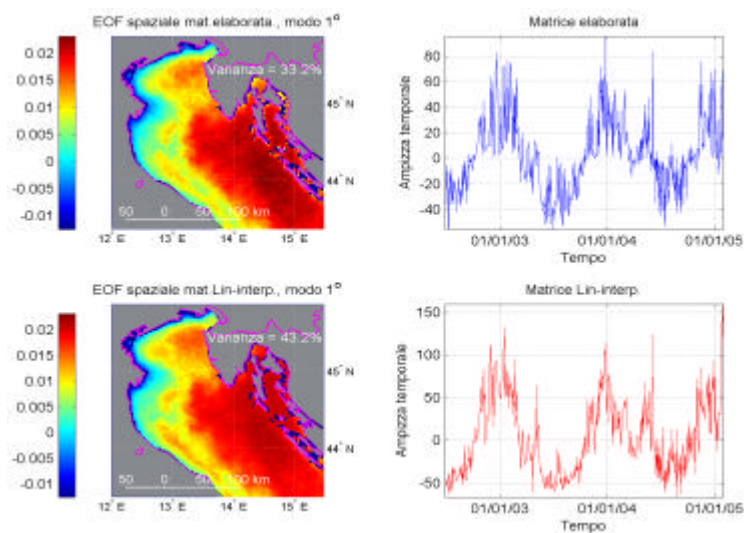 EOF spaziale mat.elaborata., modo 1°
Varianza = 33.2%
0.02
0.015
0.01
0.005
0
-0.005
-0.01
45° N
44° N
50 0 50 100 km
12° E 13° E 14° E 15° E
Matrice elaborata
Ampizza temporale
80
60
40
20
0
-20
-40
01/01/03 01/01/04 01/01/05
Tempo
EOF spaziale mat.Lin-interp., modo 1°
Varianza = 43.2%
0.02
0.015
0.01
0.005
0
-0.005
-0.01
45° N
44° N
50 0 50 100 km
12° E 13° E 14° E 15° E
Matrice Lin-interp.
Ampizza temporale
150
100
50
0
-50
01/01/03 01/01/04 01/01/05
Tempo